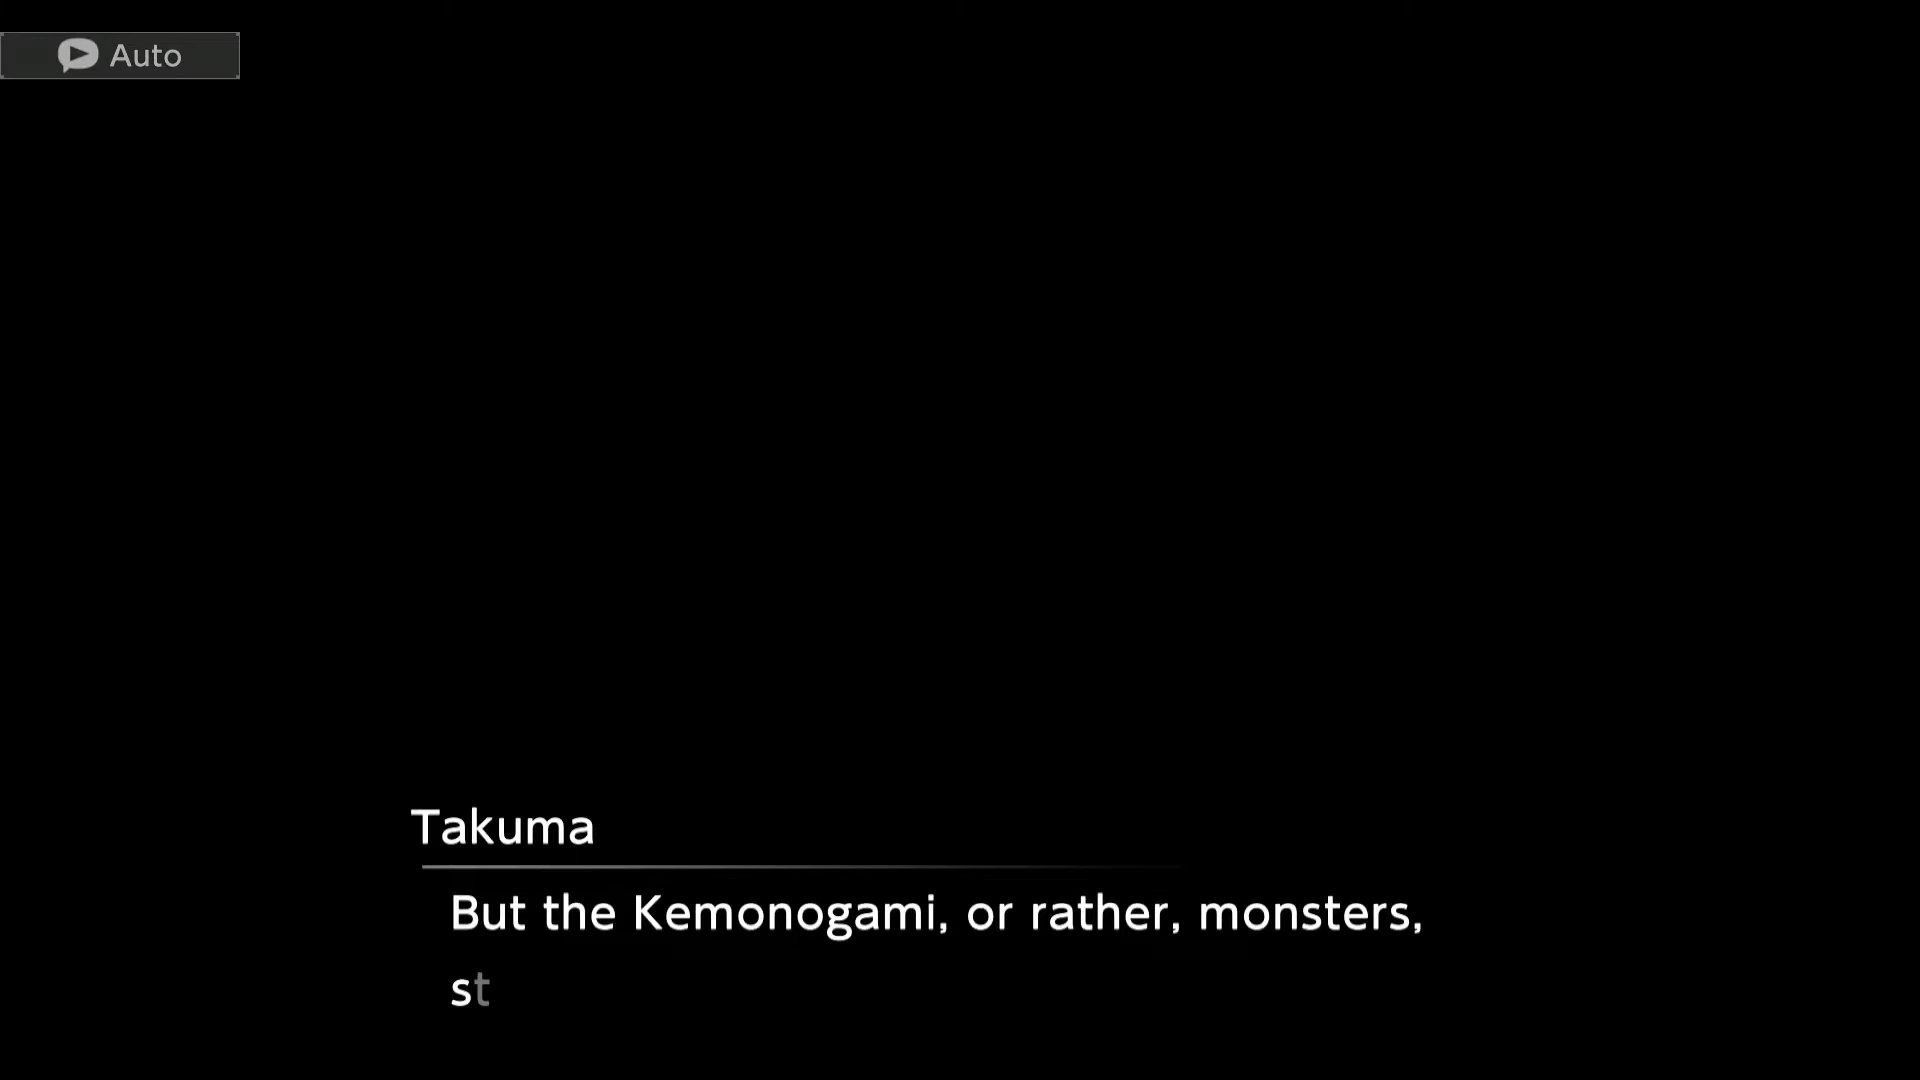 Auto
Takuma
But the Kemonogami, or rather, monsters,
st